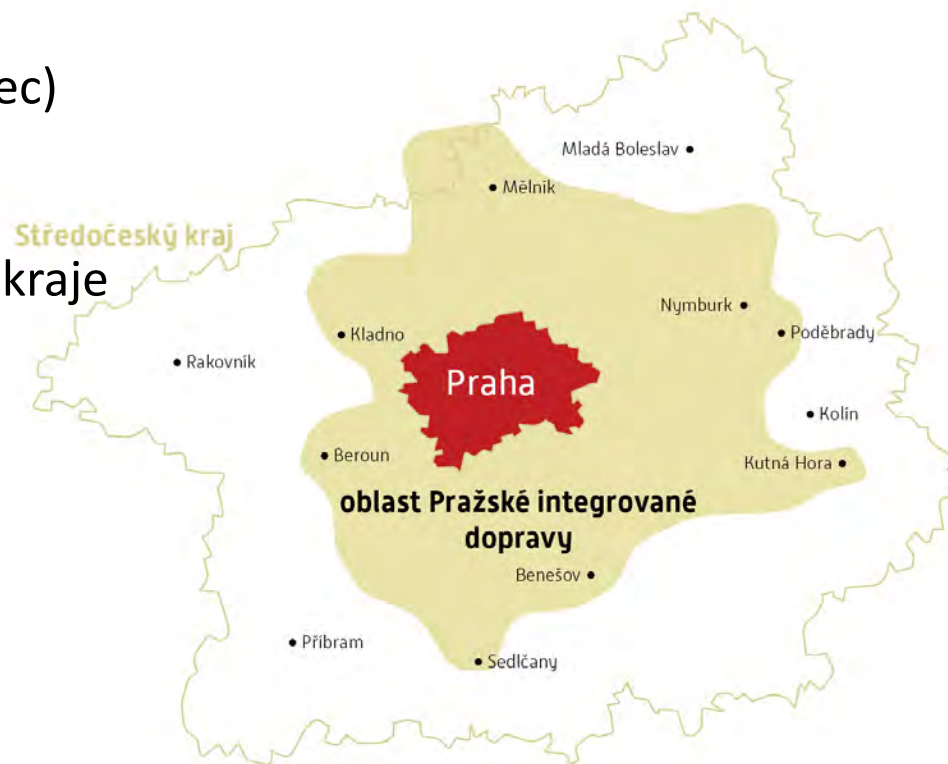 ec)
Mladá Boleslav
Mělník
Středočeský kraj
kraje
Nymburk
Kladno
Poděbrady
Rakovník
Praha
Kolín
Beroun
Kutná Hora
oblast Pražské integrované
dopravy
Benešov
Příbram
Sedlčany